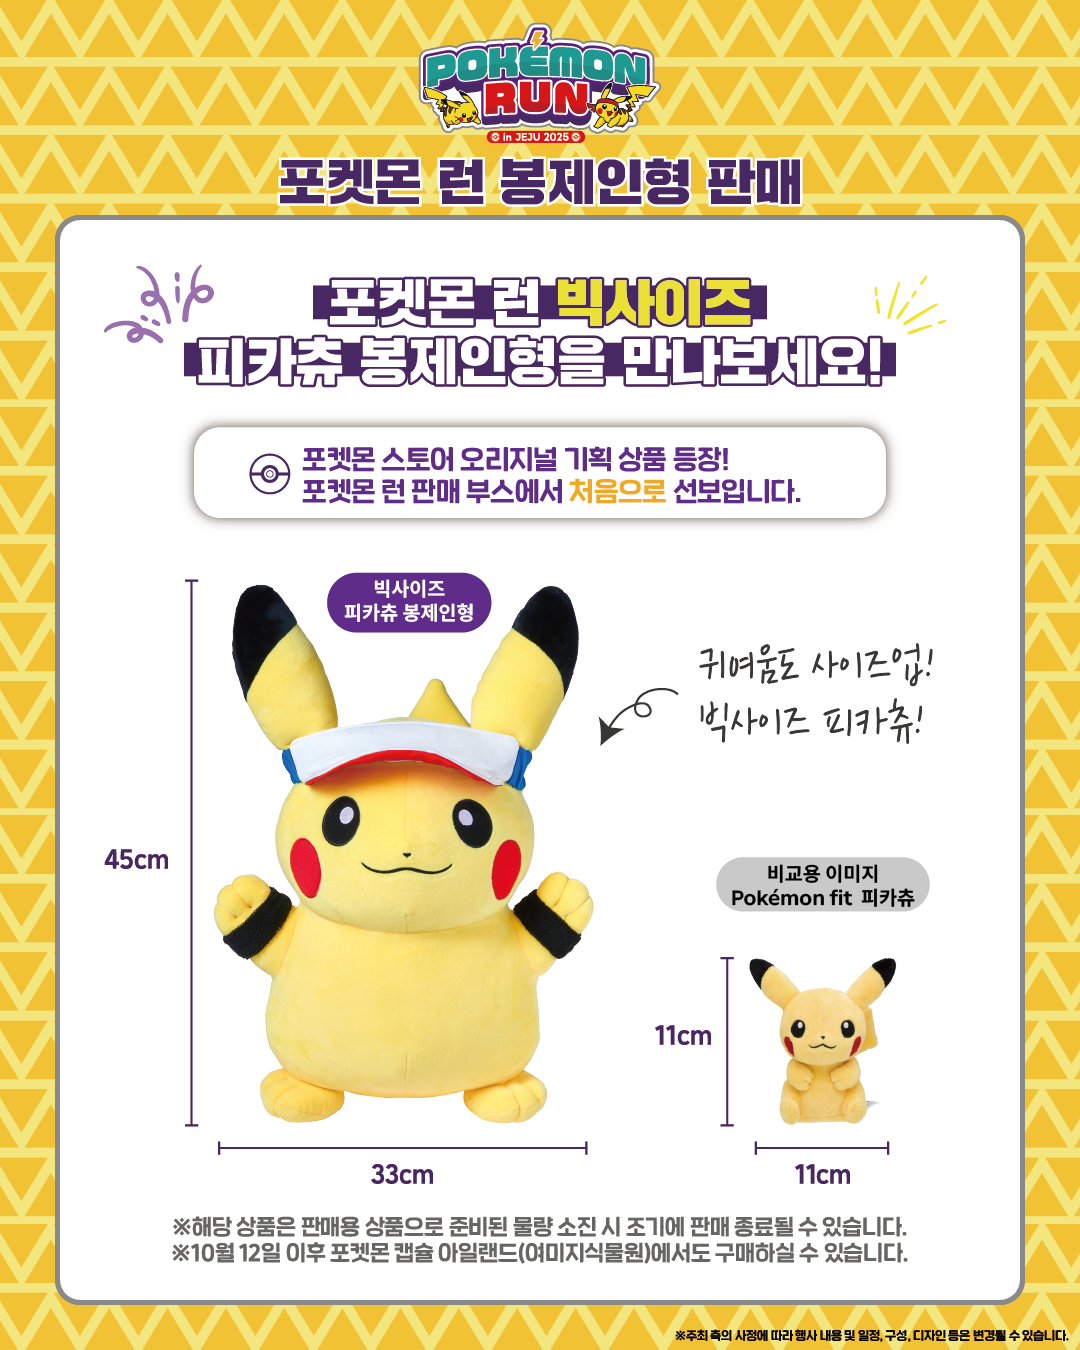 POKÉMON
RUN
in JEJU 2025
포켓몬 런 봉제인형 판매
포켓몬 런 빅사이즈
피카츄 봉제인형을 만나보세요!
포켓몬 스토어 오리지널 기획 상품 등장!
포켓몬 런 판매 부스에서 처음으로 선보입니다.
빅사이즈
피카츄 봉제인형
귀여움도 사이즈업!
빅사이즈 피카츄!
45cm
33cm
비교용 이미지
Pokémon fit 피카츄
11cm
11cm
※해당 상품은 판매용 상품으로 준비된 물량 소진 시 조기에 판매 종료될 수 있습니다.
※10월 12일 이후 포켓몬 캡슐 아일랜드(여미지식물원)에서도 구매하실 수 있습니다.
※주최 측의 사정에 따라 행사 내용 및 일정, 구성, 디자인 등은 변경될 수 있습니다.